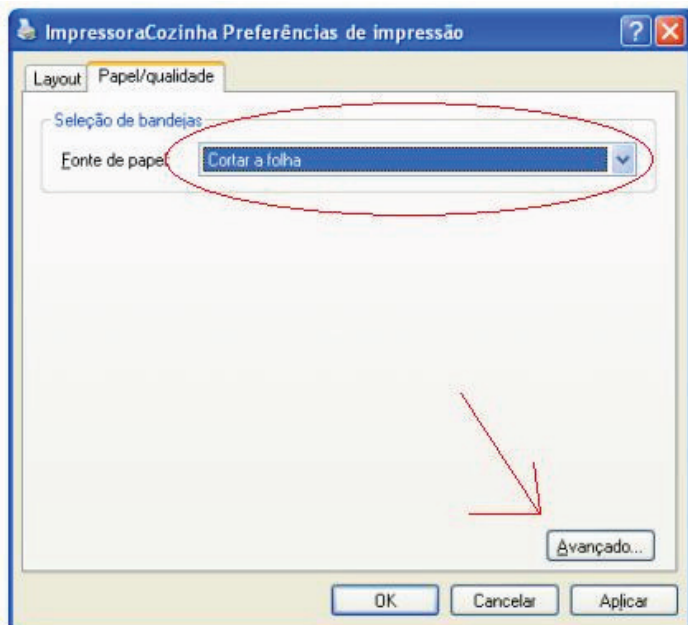 ImpressoraCozinha Preferências de impressão
Layout Papel/qualidade
Seleção de bandejas
Fonte de papel: Cortar a folha
Avançado...
OK Cancelar Aplicar